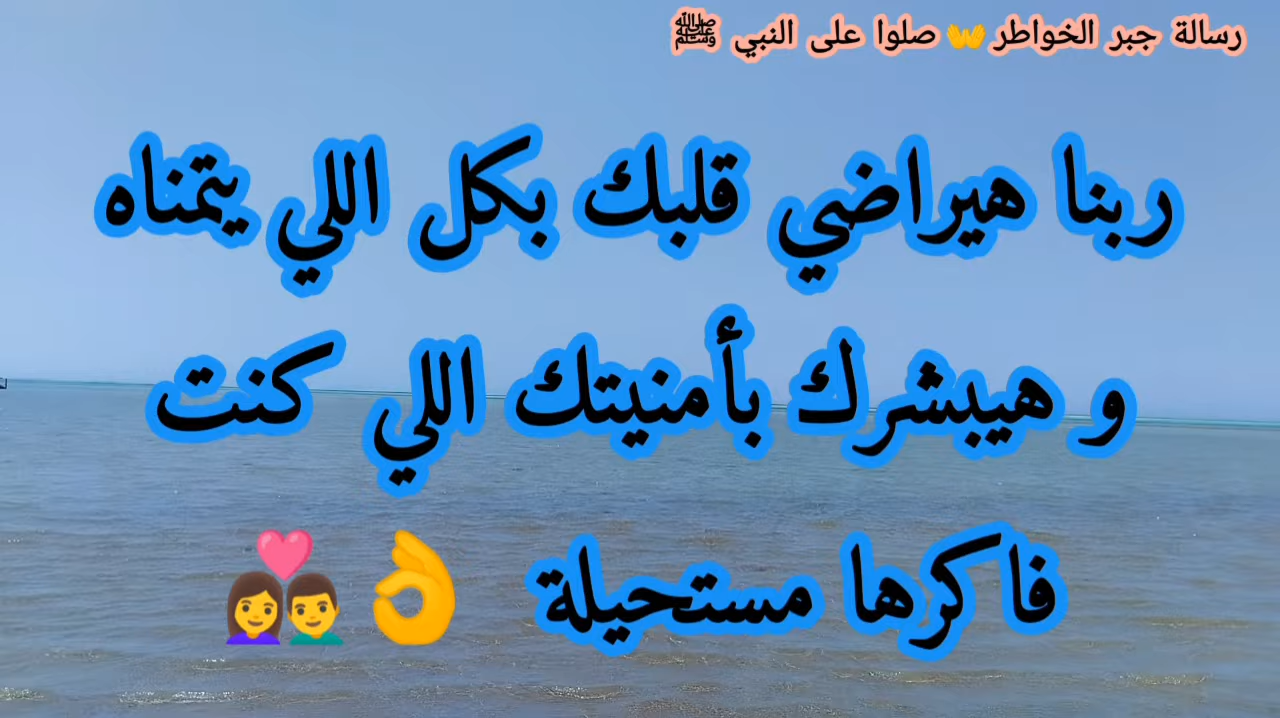 رسالة جبر الخواطر 👐 صلوا على النبي ﷺ
ربنا هيراضي قلبك بكل اللي يتمناه
و هيبشرك بأمنيتك اللي كنت
فاكرها مستحيلة 👌 👩‍❤️‍👨